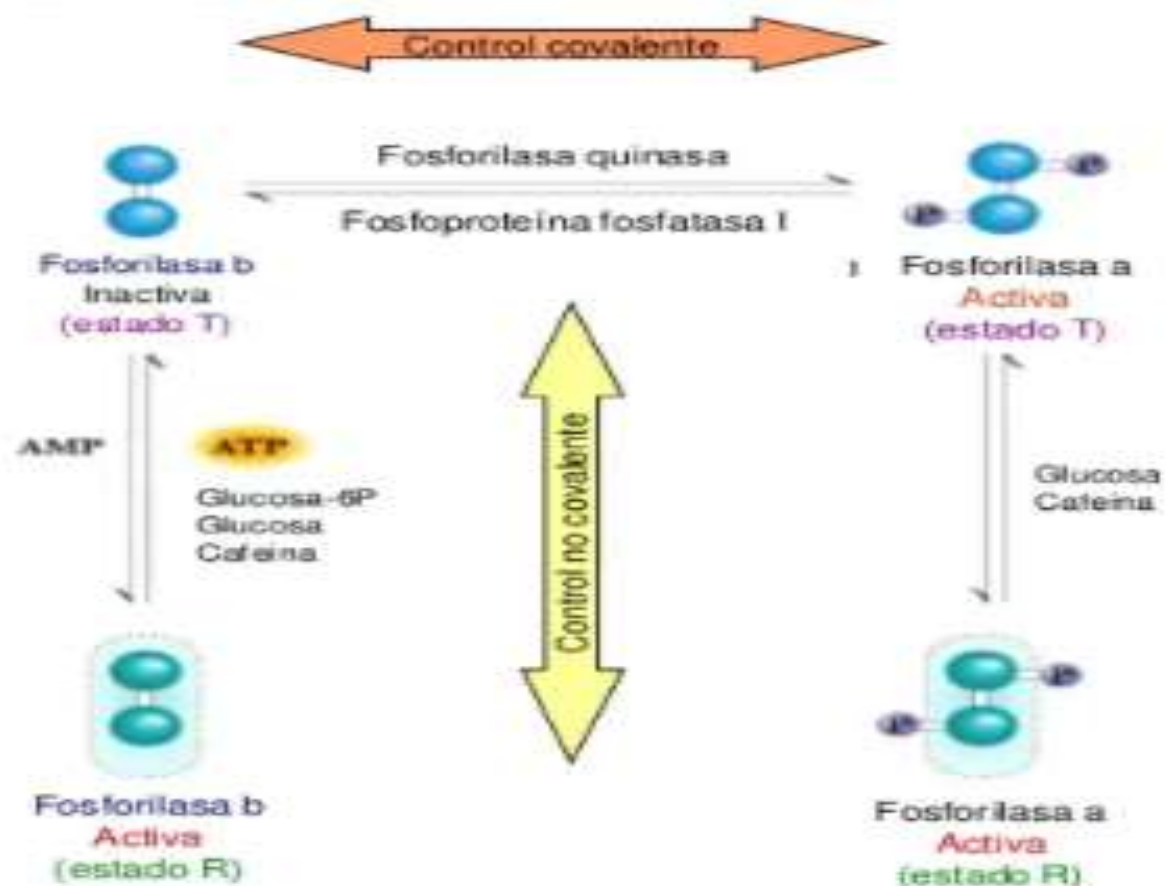 Control covalente
Fosforilasa quinasa
Fosfoproteína fosfatasa I
P
P
Fosforilasa b
Inactiva
(estado T)
Fosforilasa a
Activa
(estado T)
AMP
ATP
Glucosa-6P
Glucosa
Cafeina
Control no covalente
Glucosa
Cafeina
P
P
Fosforilasa b
Activa
(estado R)
Fosforilasa a
Activa
(estado R)